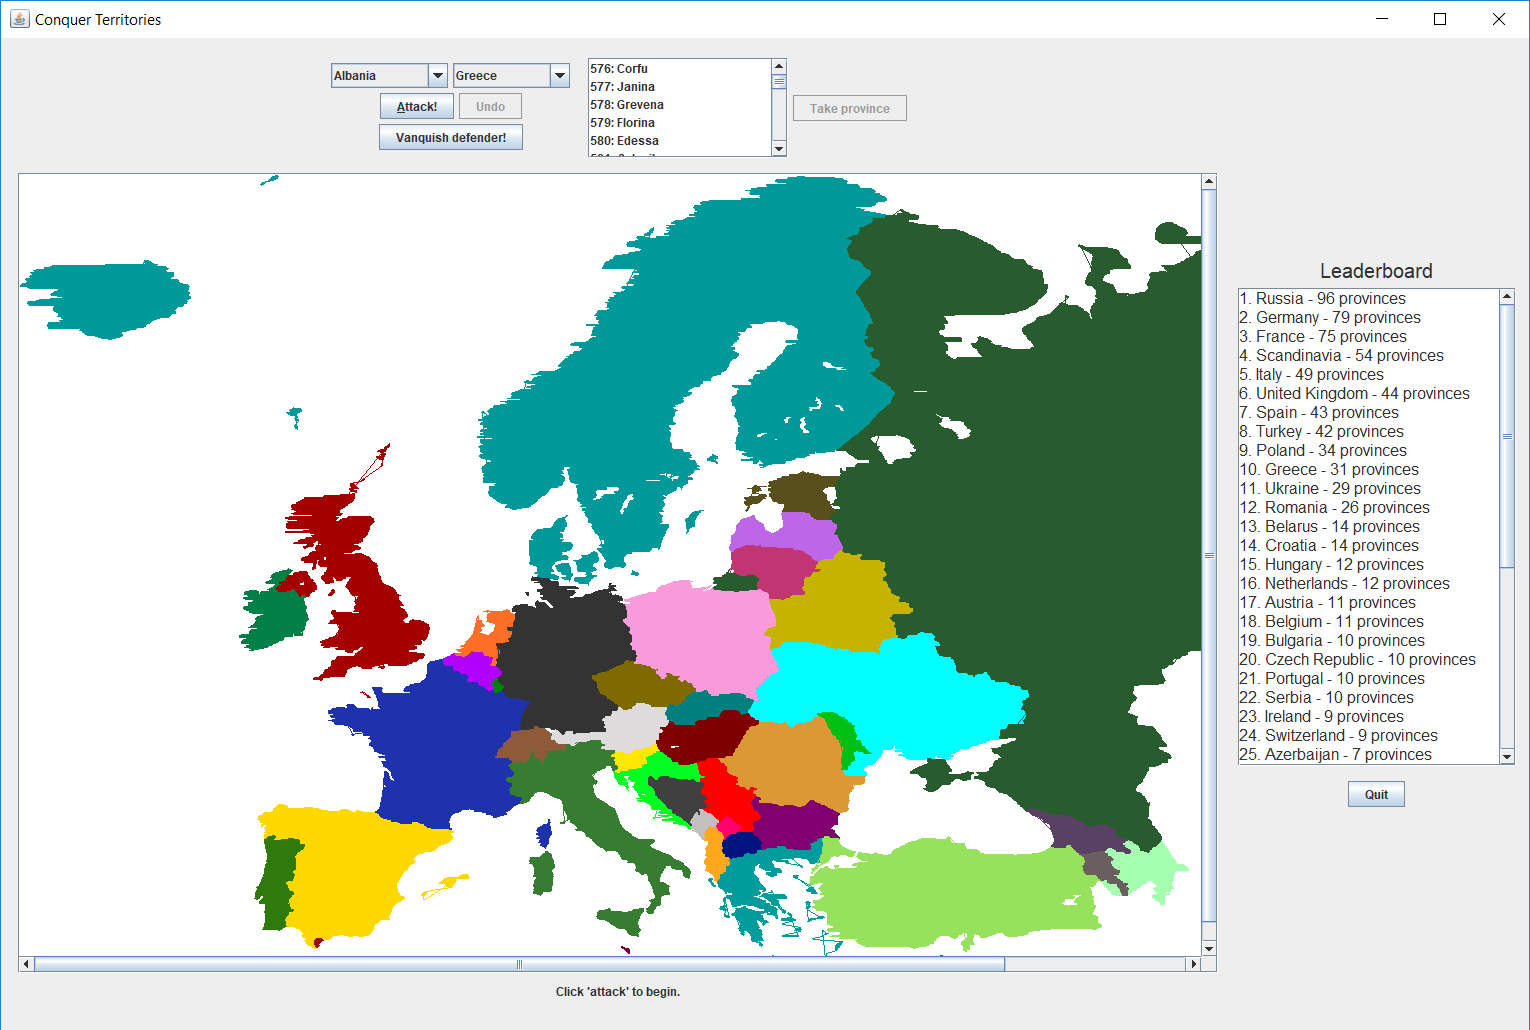 Conquer Territories
Albania
Greece
Attack!
Undo
Vanquish defender!
576: Corfu
577: Janina
578: Grevena
579: Florina
580: Edessa
Take province
Leaderboard
1. Russia - 96 provinces
2. Germany - 79 provinces
3. France - 75 provinces
4. Scandinavia - 54 provinces
5. Italy - 49 provinces
6. United Kingdom - 44 provinces
7. Spain - 43 provinces
8. Turkey - 42 provinces
9. Poland - 34 provinces
10. Greece - 31 provinces
11. Ukraine - 29 provinces
12. Romania - 26 provinces
13. Belarus - 14 provinces
14. Croatia - 14 provinces
15. Hungary - 12 provinces
16. Netherlands - 12 provinces
17. Austria - 11 provinces
18. Belgium - 11 provinces
19. Bulgaria - 10 provinces
20. Czech Republic - 10 provinces
21. Portugal - 10 provinces
22. Serbia - 10 provinces
23. Ireland - 9 provinces
24. Switzerland - 9 provinces
25. Azerbaijan - 7 provinces
Quit
Click 'attack' to begin.